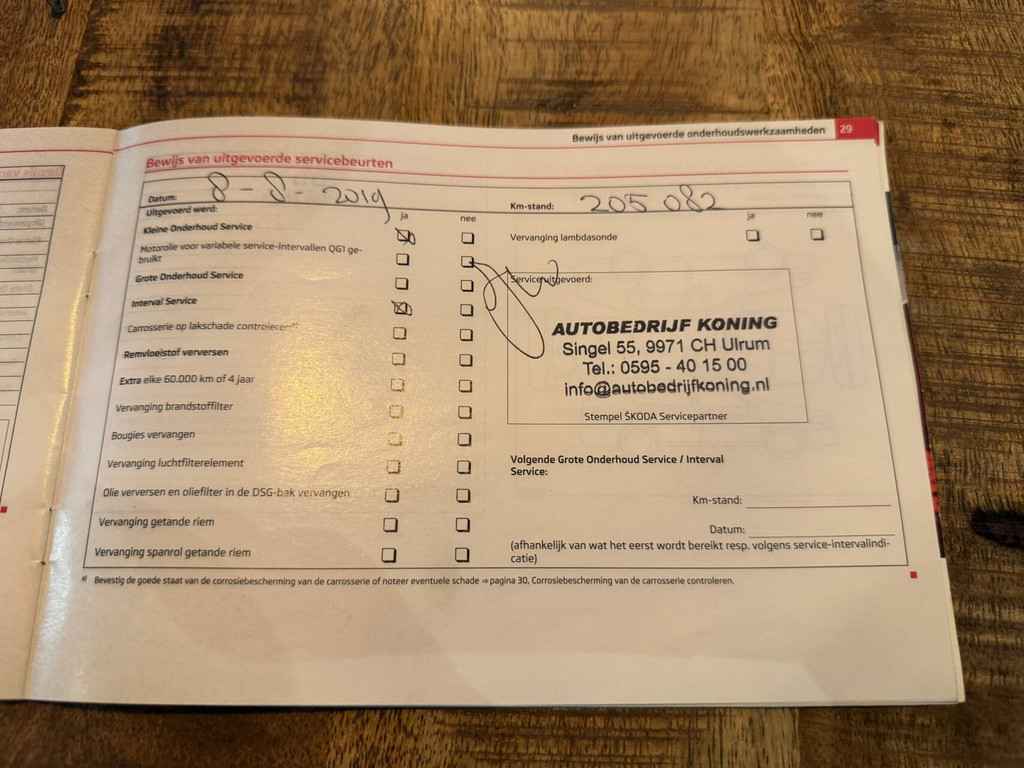 Bewijs van uitgevoerde onderhoudswerkzaamheden 29
Bewijs van uitgevoerde servicebeurten
Datum: 8-8-2019
Km-stand: 205 082
Uitgevoerd werd:
ja nee
Kleine Onderhoud Service
Motorolie voor variabele service-intervallen QG1 ge-
bruikt
Grote Onderhoud Service
Interval Service
Carrosserie op lakschade controleren
Remvloeistof verversen
Extra elke 60.000 km of 4 jaar
Vervanging brandstoffilter
Bougies vervangen
Vervanging luchtfilterelement
Olie verversen en oliefilter in de DSG-bak vervangen
Vervanging getande riem
Vervanging spanrol getande riem
ja nee
Vervanging lambdasonde
Service uitgevoerd:
AUTOBEDRIJF KONING
Singel 55, 9971 CH Ulrum
Tel.: 0595 - 40 15 00
info@autobedrijfkoning.nl
Stempel ŠKODA Servicepartner
Volgende Grote Onderhoud Service / Interval
Service:
Km-stand:
Datum:
(afhankelijk van wat het eerst wordt bereikt resp. volgens service-intervalindi-
catie)
a) Bevestig de goede staat van de corrosiebescherming van de carrosserie of noteer eventuele schade ⇒ pagina 30, Corrosiebescherming van de carrosserie controleren.